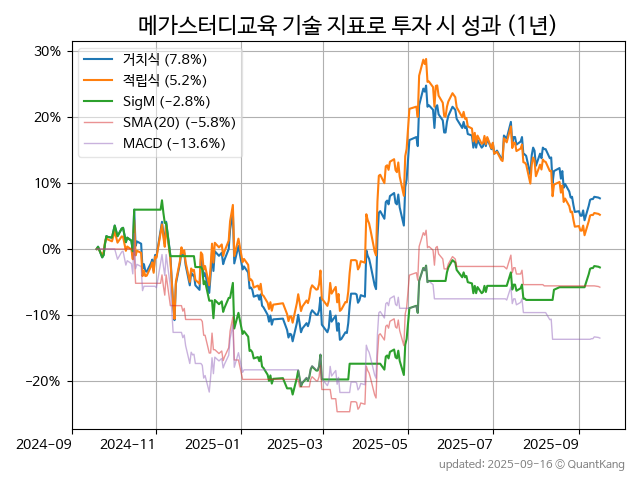 메가스터디교육 기술 지표로 투자 시 성과 (1년)
30%
20%
10%
0%
−10%
−20%
거치식 (7.8%)
적립식 (5.2%)
SigM (−2.8%)
SMA(20) (−5.8%)
MACD (−13.6%)
2024-09
2024-11
2025-01
2025-03
2025-05
2025-07
2025-09
updated: 2025-09-16 ⓒ QuantKang